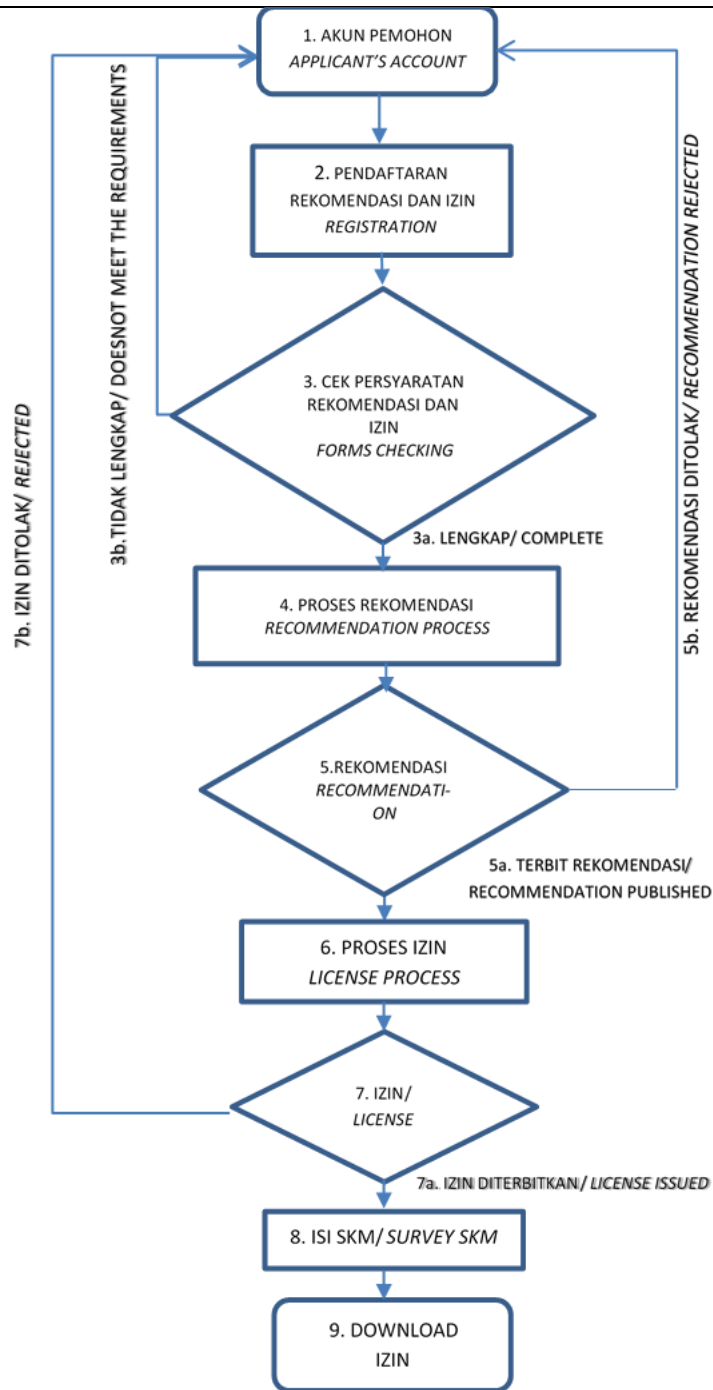 1. AKUN PEMOHON
APPLICANT'S ACCOUNT
2. PENDAFTARAN
REKOMENDASI DAN IZIN
REGISTRATION
3. CEK PERSYARATAN
REKOMENDASI DAN
IZIN
FORMS CHECKING
3a. LENGKAP/ COMPLETE
3b.TIDAK LENGKAP/ DOESNOT MEET THE REQUIREMENTS
4. PROSES REKOMENDASI
RECOMMENDATION PROCESS
5.REKOMENDASI
RECOMMENDATI-
ON
5a. TERBIT REKOMENDASI/
RECOMMENDATION PUBLISHED
5b. REKOMENDASI DITOLAK/ RECOMMENDATION REJECTED
6. PROSES IZIN
LICENSE PROCESS
7. IZIN/
LICENSE
7a. IZIN DITERBITKAN/ LICENSE ISSUED
7b. IZIN DITOLAK/ REJECTED
8. ISI SKM/ SURVEY SKM
9. DOWNLOAD
IZIN